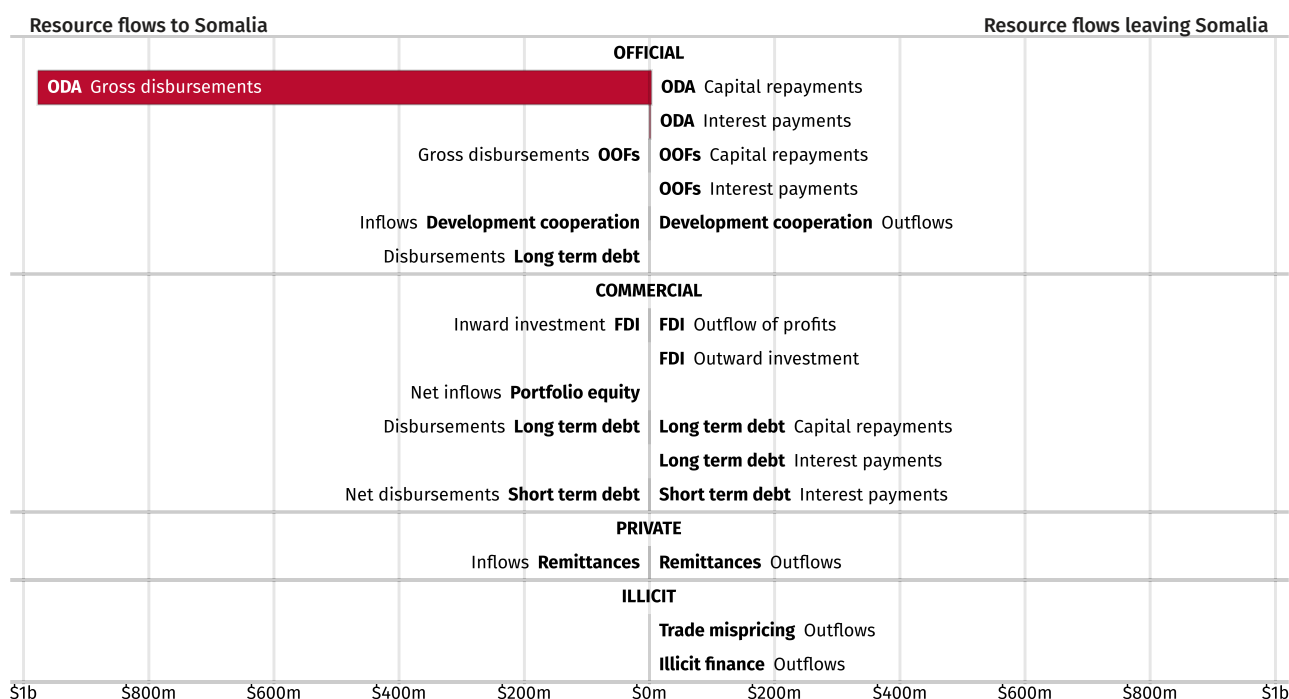 Resource flows to Somalia Resource flows leaving Somalia
OFFICIAL
ODA Gross disbursements ODA Capital repayments
ODA Interest payments
Gross disbursements OOFs OOFs Capital repayments
OOFs Interest payments
Inflows Development cooperation Development cooperation Outflows
Disbursements Long term debt
COMMERCIAL
Inward investment FDI FDI Outflow of profits
FDI Outward investment
Net inflows Portfolio equity
Disbursements Long term debt Long term debt Capital repayments
Long term debt Interest payments
Net disbursements Short term debt Short term debt Interest payments
PRIVATE
Inflows Remittances Remittances Outflows
ILLICIT
Trade mispricing Outflows
Illicit finance Outflows
$1b $800m $600m $400m $200m $0m $200m $400m $600m $800m $1b